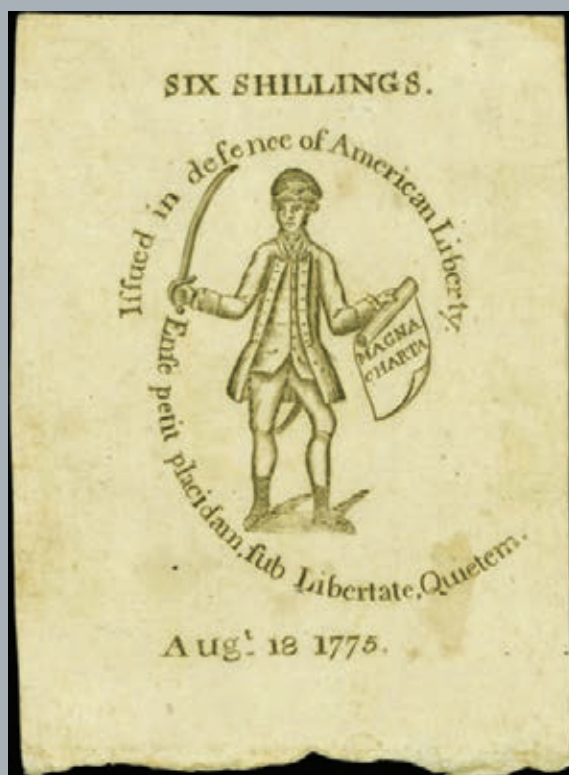 SIX SHILLINGS.
Iſſued in defence of American Liberty.
MAGNA
CHARTA
Enſe petit placidam, ſub Libertate, Quietem.
Augt. 18 1775.